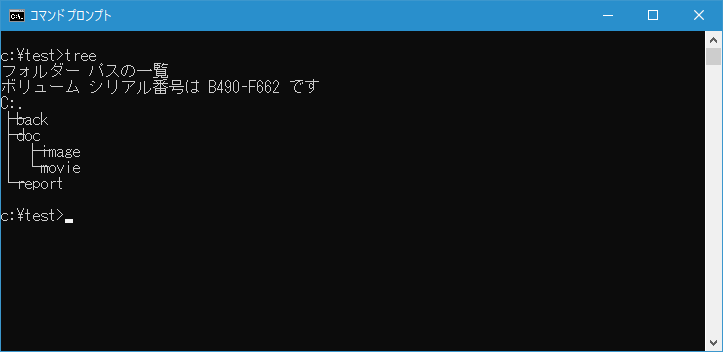 コマンドプロンプト
c:¥test>tree
フォルダー パスの一覧
ボリューム シリアル番号は B490-F662 です
C:.
├─back
├─doc
│  ├─image
│  └─movie
└─report
c:¥test>